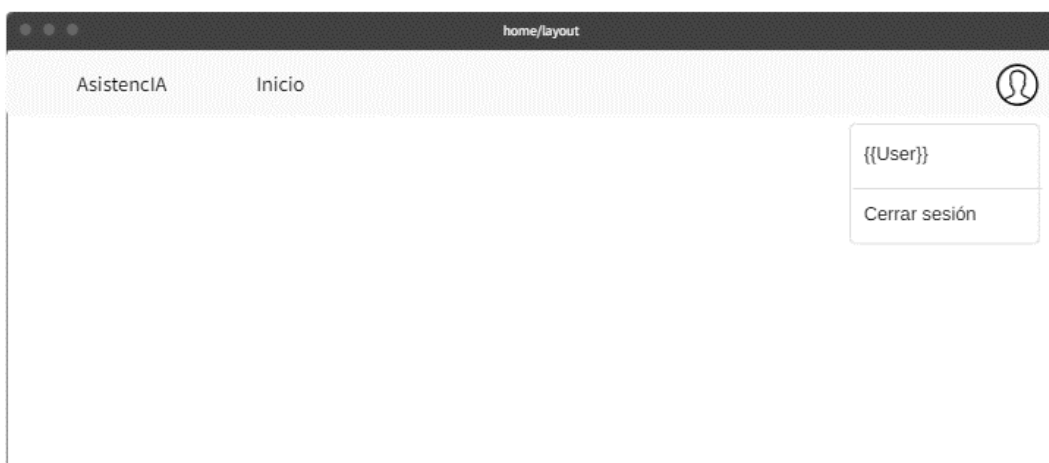 home/layout
AsistencIA Inicio
{{User}}
Cerrar sesión